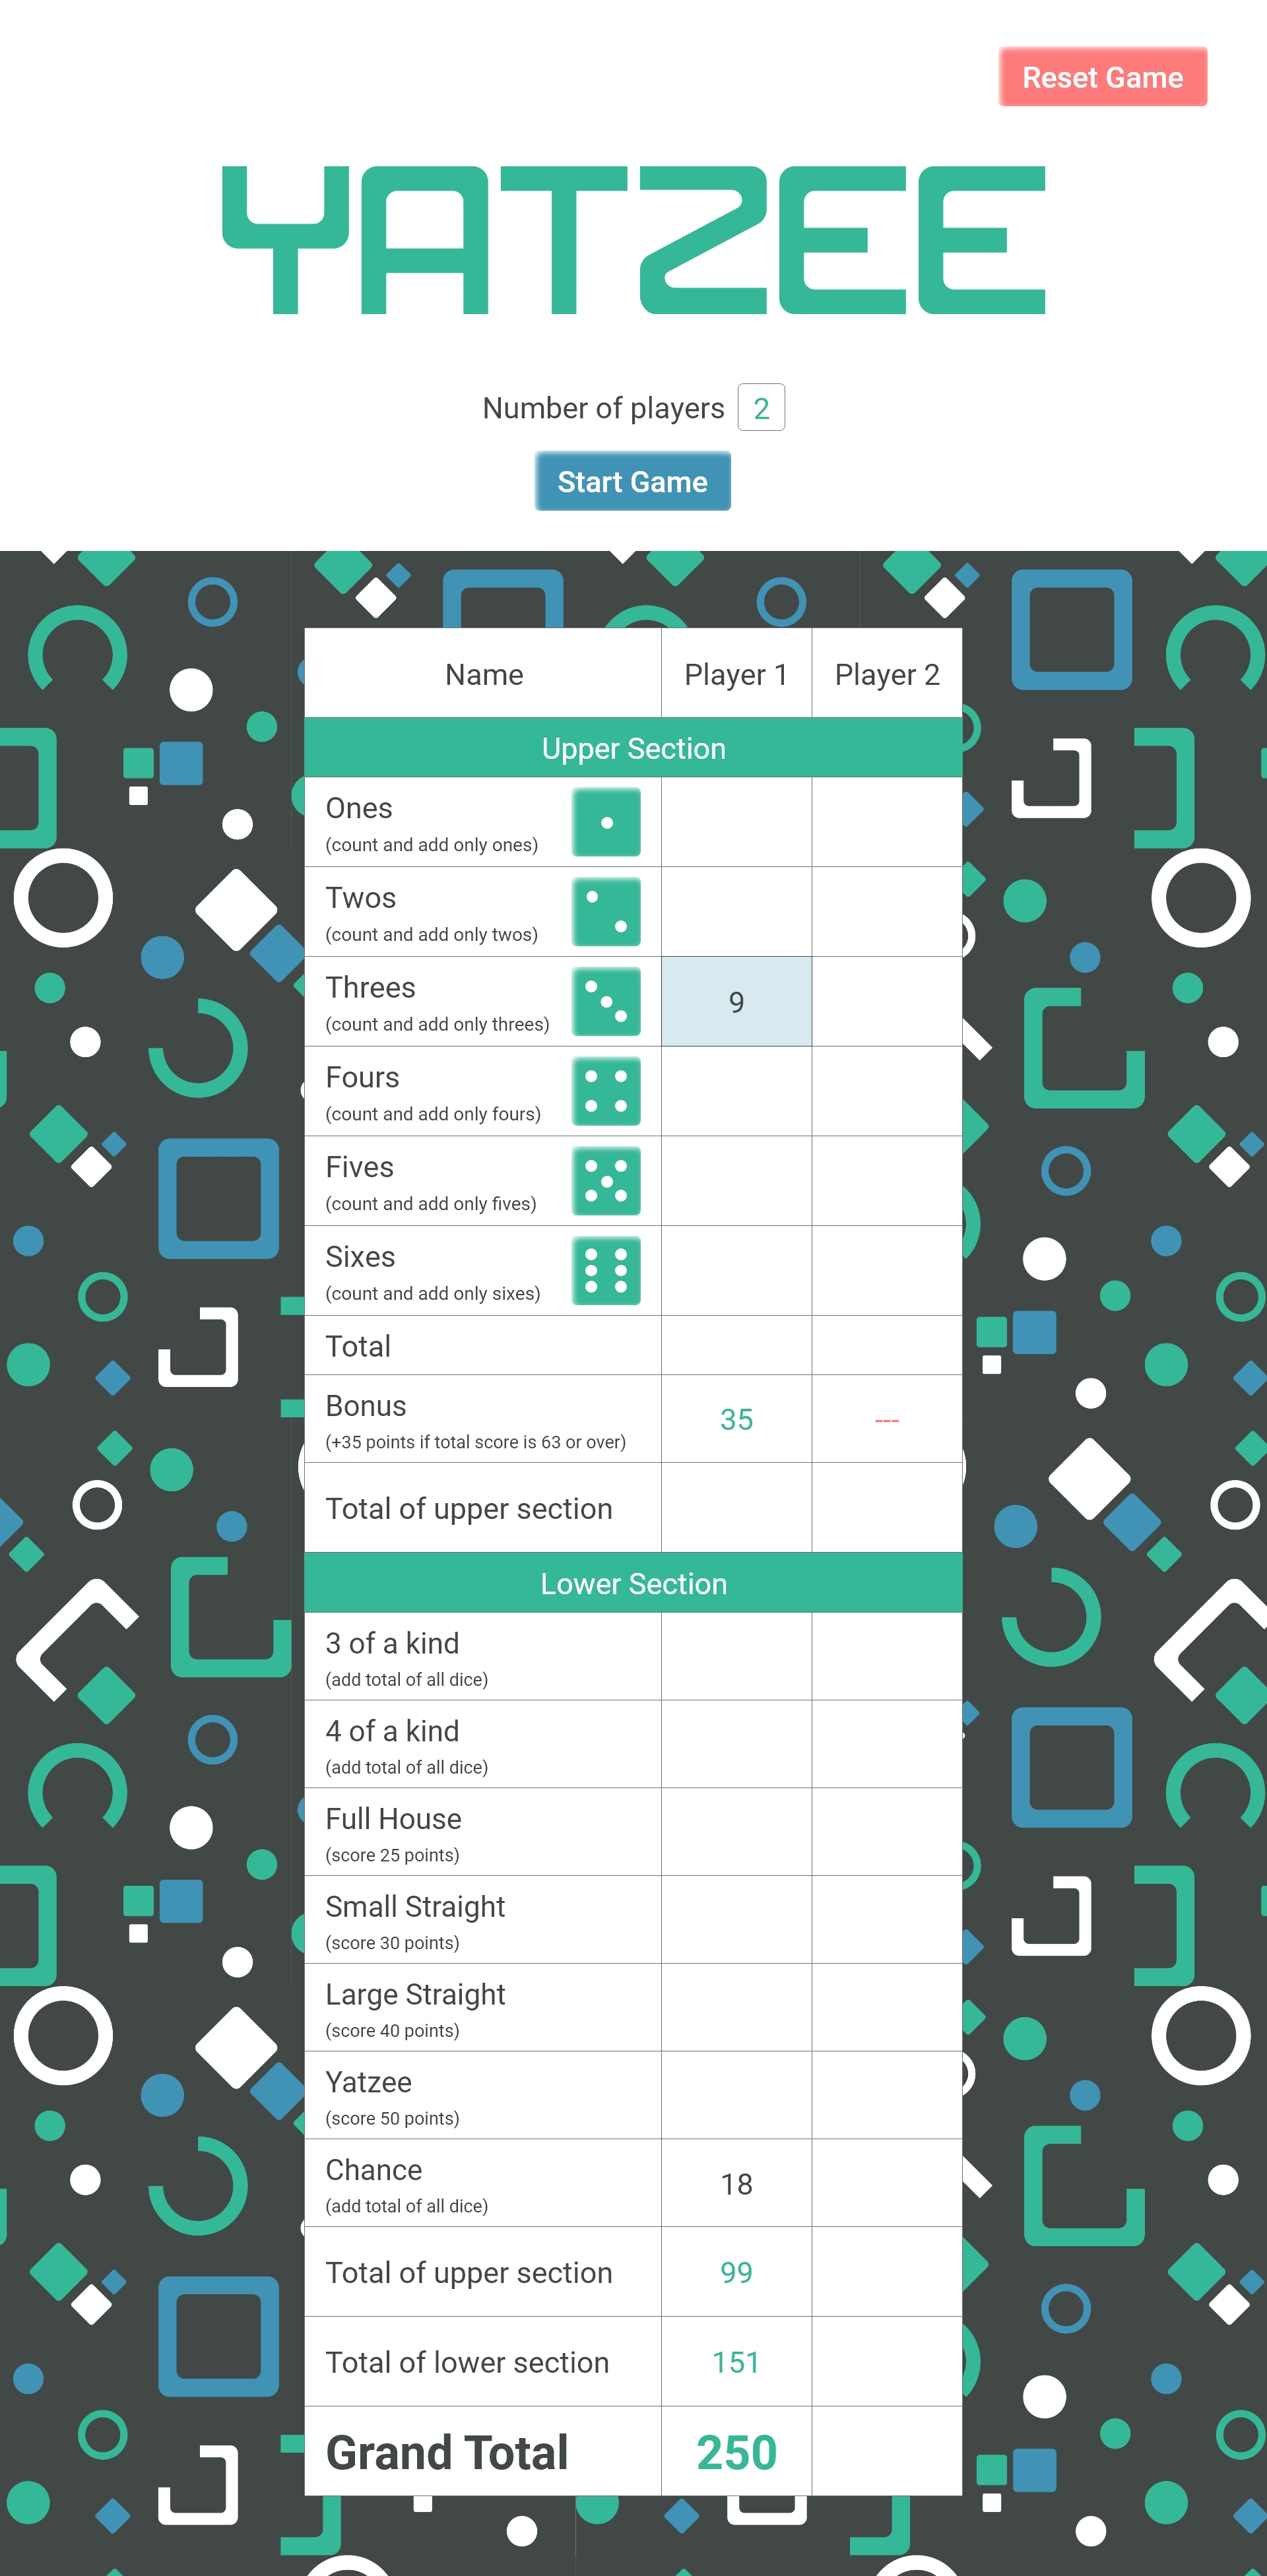 Reset Game
YATZEE
Number of players 2
Start Game
Name Player 1 Player 2
Upper Section
Ones
(count and add only ones)
Twos
(count and add only twos)
Threes
(count and add only threes)
9
Fours
(count and add only fours)
Fives
(count and add only fives)
Sixes
(count and add only sixes)
Total
Bonus
(+35 points if total score is 63 or over)
35 ---
Total of upper section
Lower Section
3 of a kind
(add total of all dice)
4 of a kind
(add total of all dice)
Full House
(score 25 points)
Small Straight
(score 30 points)
Large Straight
(score 40 points)
Yatzee
(score 50 points)
Chance
(add total of all dice)
18
Total of upper section 99
Total of lower section 151
Grand Total 250